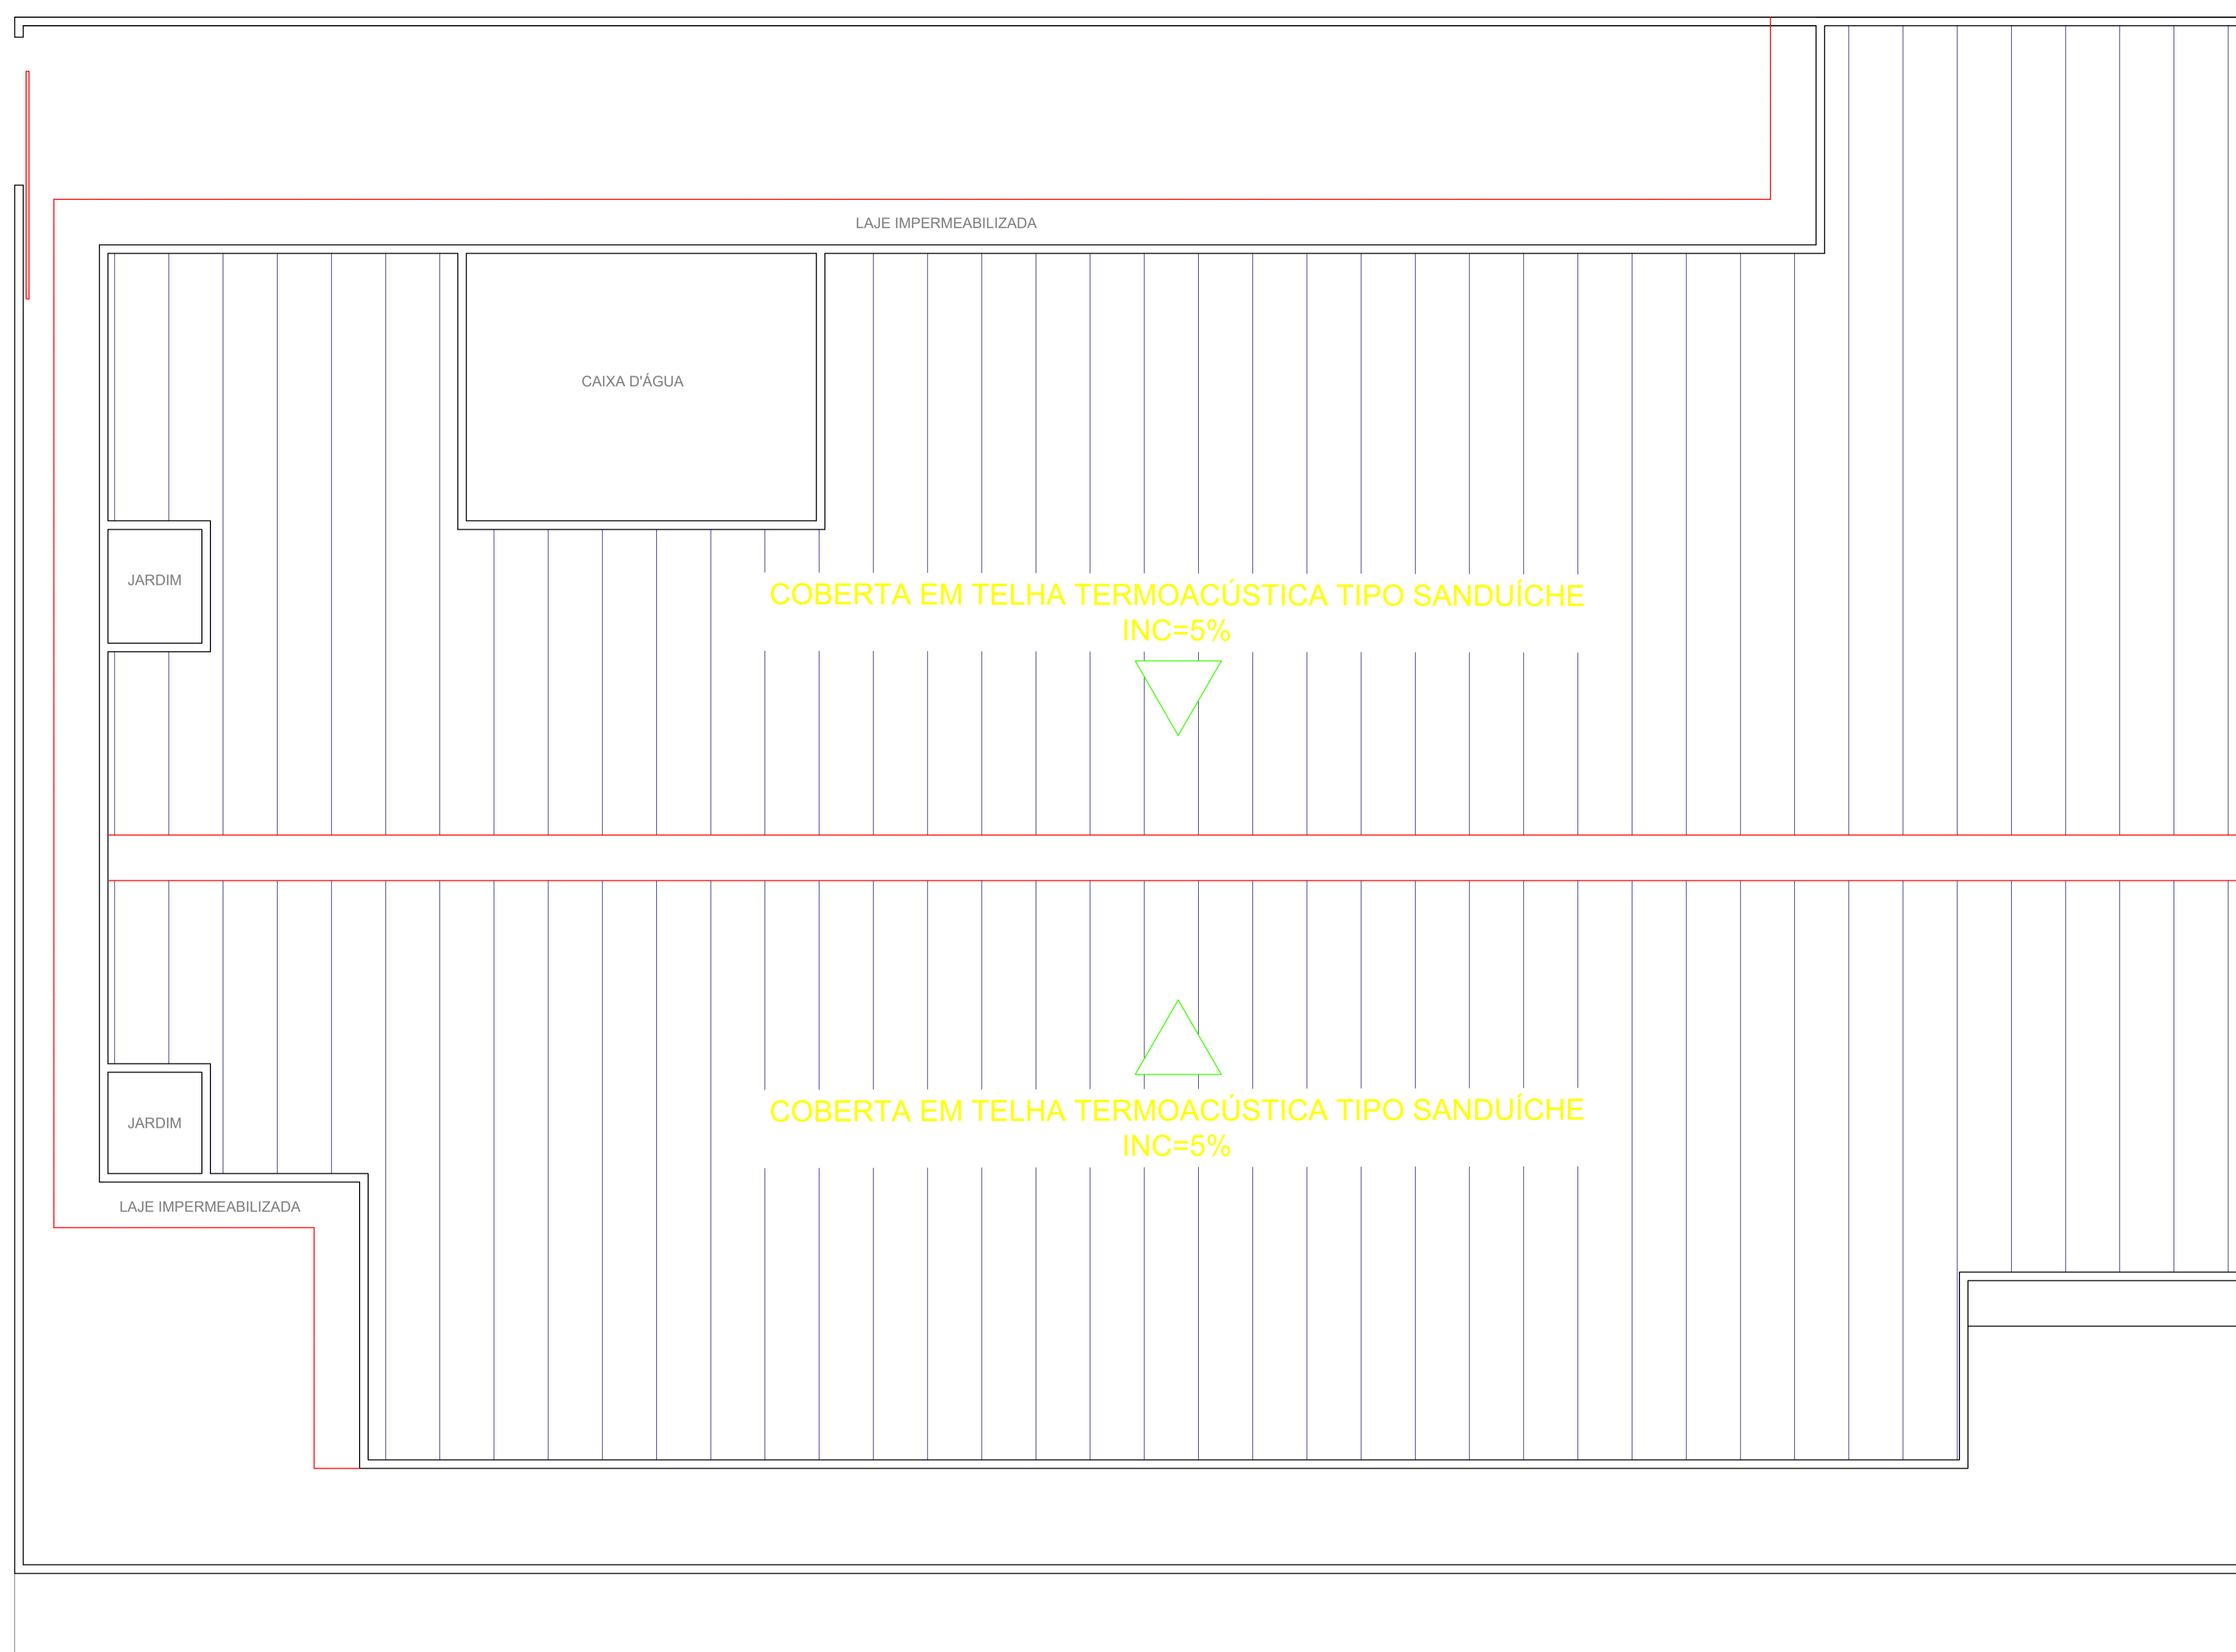 LAJE IMPERMEABILIZADA
CAIXA D'ÁGUA
JARDIM
COBERTA EM TELHA TERMOACÚSTICA TIPO SANDUÍCHE
INC=5%
COBERTA EM TELHA TERMOACÚSTICA TIPO SANDUÍCHE
INC=5%
JARDIM
LAJE IMPERMEABILIZADA